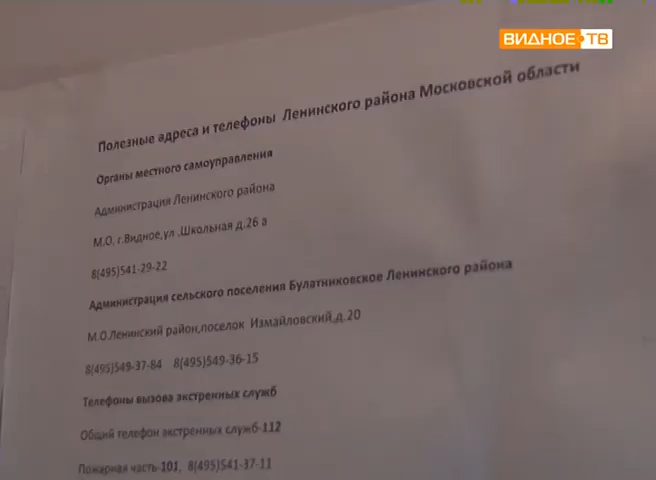 ВИДНОЕ ТВ
Полезные адреса и телефоны Ленинского района Московской области
Органы местного самоуправления
Администрация Ленинского района
М.О, г.Видное,ул .Школьная д.26 а
8(495)541-29-22
Администрация сельского поселения Булатниковское Ленинского района
М.О.Ленинский район,поселок Измайловский,д.20
8(495)549-37-84 8(495)549-36-15
Телефоны вызова экстренных служб
Общий телефон экстренных служб-112
Пожарная часть-101, 8(495)541-37-11